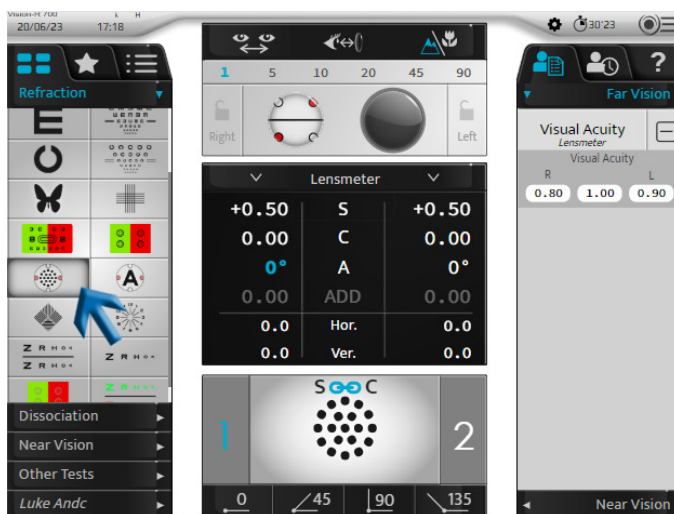 Vision-R 700
20/06/23 17:18
30'23
Refraction
E
A
Z R H O K
Z R H O K
Z R H O K
Dissociation
Near Vision
Other Tests
Luke Andc
1 5 10 20 45 90
Right
Left
Lensmeter
+0.50 S +0.50
0.00 C 0.00
0° A 0°
0.00 ADD 0.00
0.0 Hor. 0.0
0.0 Ver. 0.0
S C
1 2
0 45 90 135
?
Far Vision
Visual Acuity
Lensmeter
Visual Acuity
R L
0.80 1.00 0.90
Near Vision